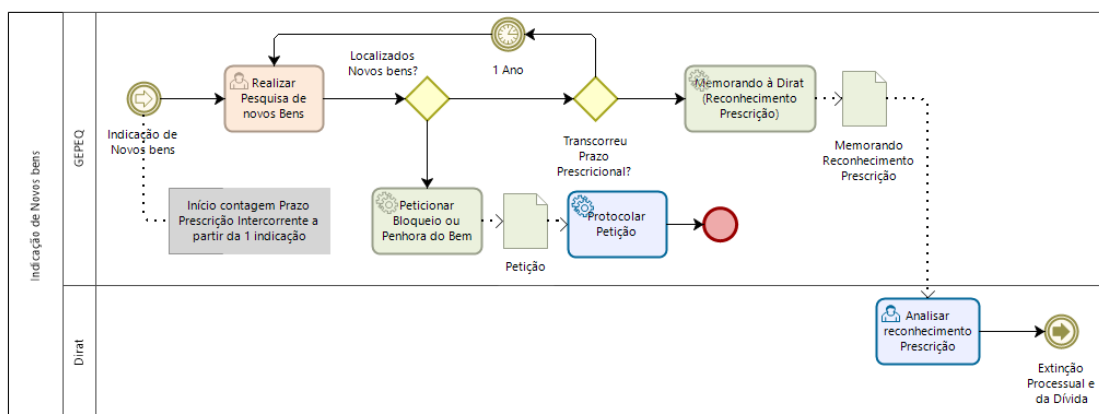 Indicação de Novos bens
GEPEQ
Indicação de
Novos bens
Realizar
Pesquisa de
novos Bens
Localizados
Novos bens?
1 Ano
Transcorreu
Prazo
Prescricional?
Memorando à Dirat
(Reconhecimento
Prescrição)
Memorando
Reconhecimento
Prescrição
Início contagem Prazo
Prescrição Intercorrente a
partir da 1 indicação
Peticionar
Bloqueio ou
Penhora do Bem
Petição
Protocolar
Petição
Dirat
Analisar
reconhecimento
Prescrição
Extinção
Processual e
da Dívida